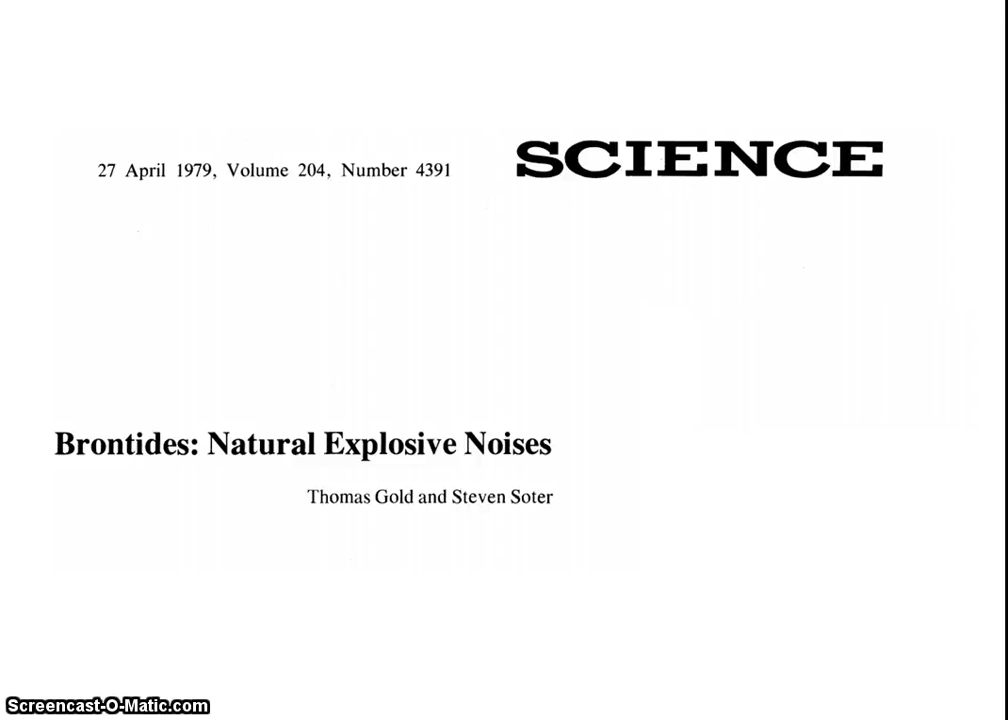 27 April 1979, Volume 204, Number 4391
SCIENCE
Brontides: Natural Explosive Noises
Thomas Gold and Steven Soter
Screencast-O-Matic.com